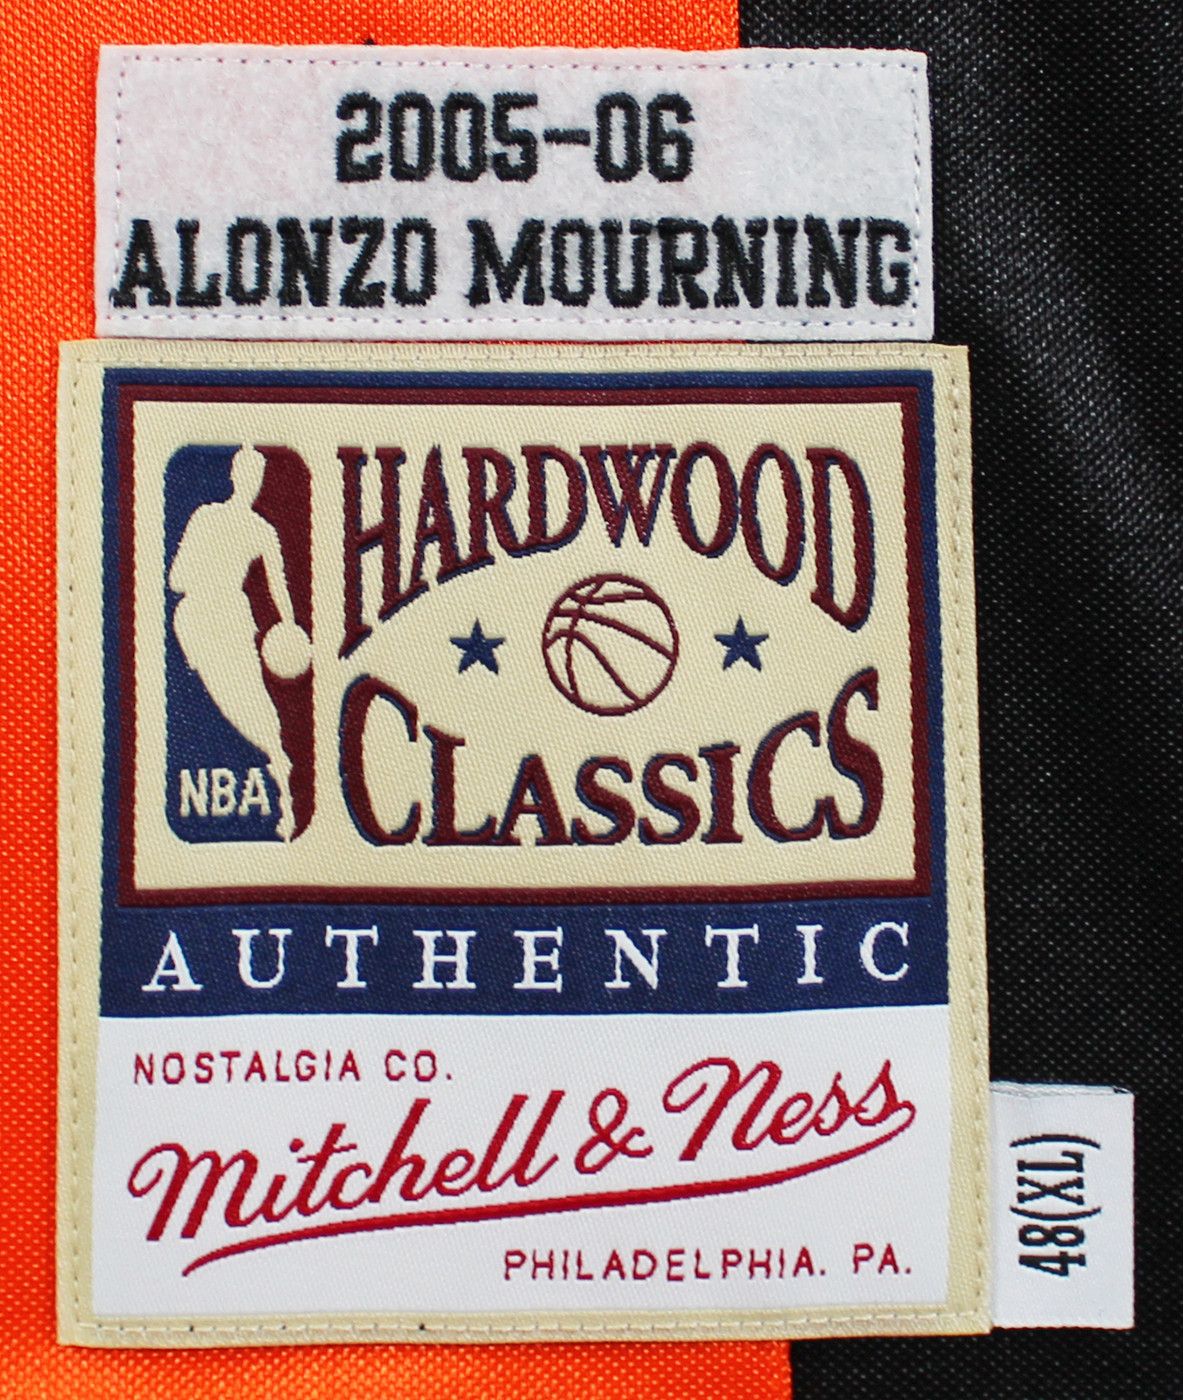 2005-06
ALONZO MOURNING
HARDWOOD
CLASSICS
NBA
AUTHENTIC
NOSTALGIA CO.
Mitchell & Ness
PHILADELPHIA. PA.
48(XL)